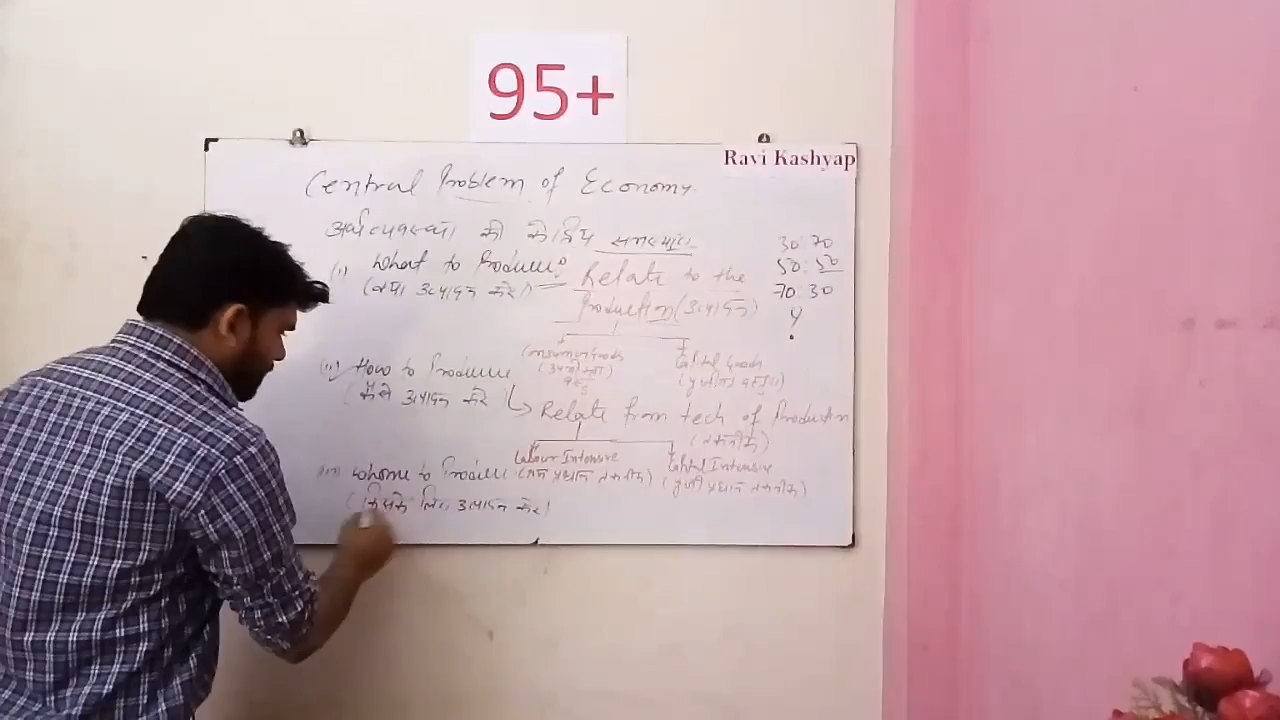 95+
Ravi Kashyap
Central Problem of Economy
अर्थव्यवस्था की केन्द्रिय समस्याएं
(i) What to Produce?
(क्या उत्पादन करें)
Relate to the
Production (उत्पादन)
30:70
50:50
70:30
?
Consumer Goods
(उपभोक्ता
वस्तु
Capital Goods
(पूंजीगत वस्तुएं)
(ii) How to Produce
(कैसे उत्पादन करें
Relate from tech of Production
(तकनीक)
Labour Intensive
(श्रम प्रधान तकनीक)
Capital Intensive
(पूंजी प्रधान तकनीक)
(iii) Whome to Produce
(किसके लिए उत्पादन करें)